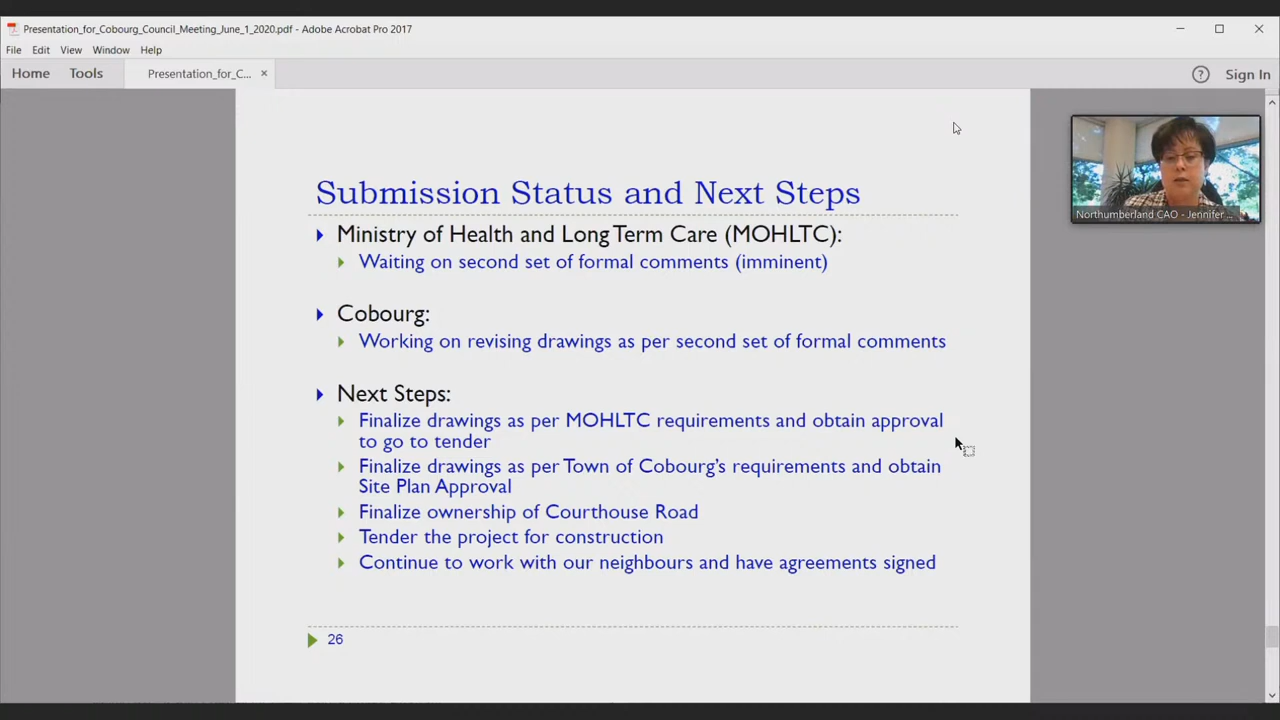 Presentation_for_Cobourg_Council_Meeting_June_1_2020.pdf - Adobe Acrobat Pro 2017
File Edit View Window Help
Home Tools Presentation_for_C... × ? Sign In
Northumberland CAO - Jennifer ...
Submission Status and Next Steps
Ministry of Health and Long Term Care (MOHLTC):
Waiting on second set of formal comments (imminent)
Cobourg:
Working on revising drawings as per second set of formal comments
Next Steps:
Finalize drawings as per MOHLTC requirements and obtain approval
to go to tender
Finalize drawings as per Town of Cobourg's requirements and obtain
Site Plan Approval
Finalize ownership of Courthouse Road
Tender the project for construction
Continue to work with our neighbours and have agreements signed
26